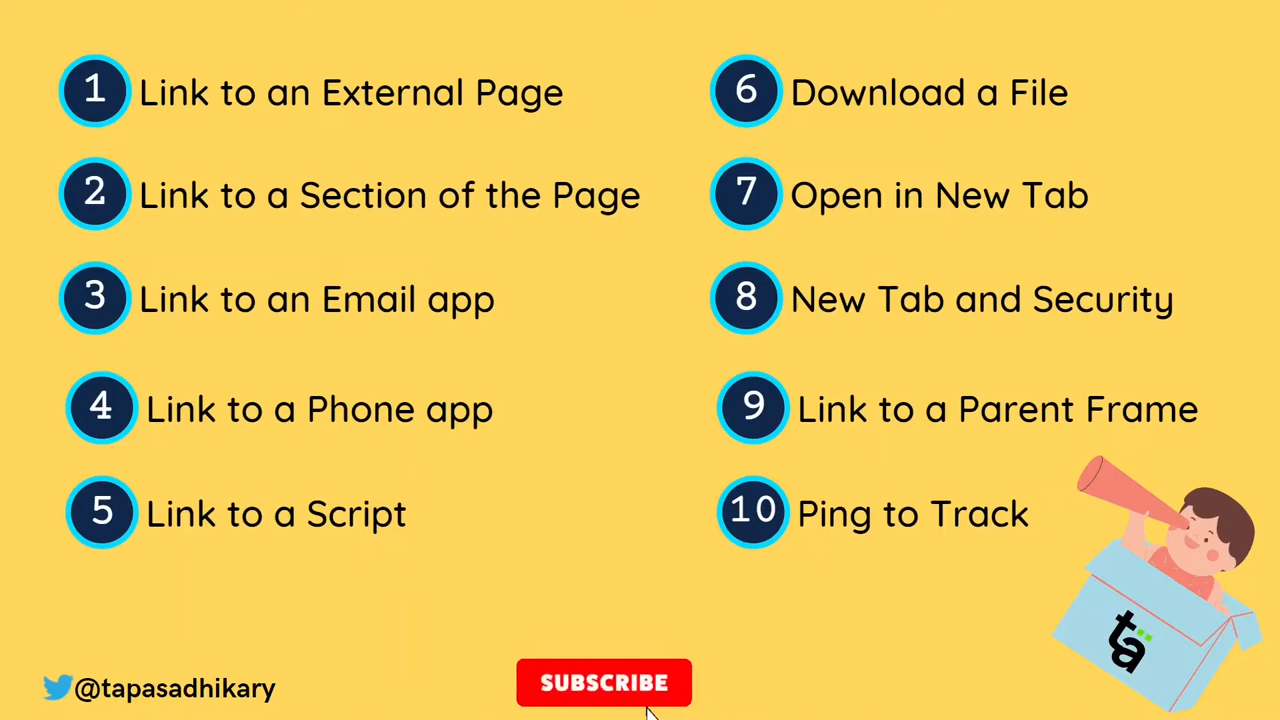 1 Link to an External Page
2 Link to a Section of the Page
3 Link to an Email app
4 Link to a Phone app
5 Link to a Script
6 Download a File
7 Open in New Tab
8 New Tab and Security
9 Link to a Parent Frame
10 Ping to Track
ta
@tapasadhikary
SUBSCRIBE